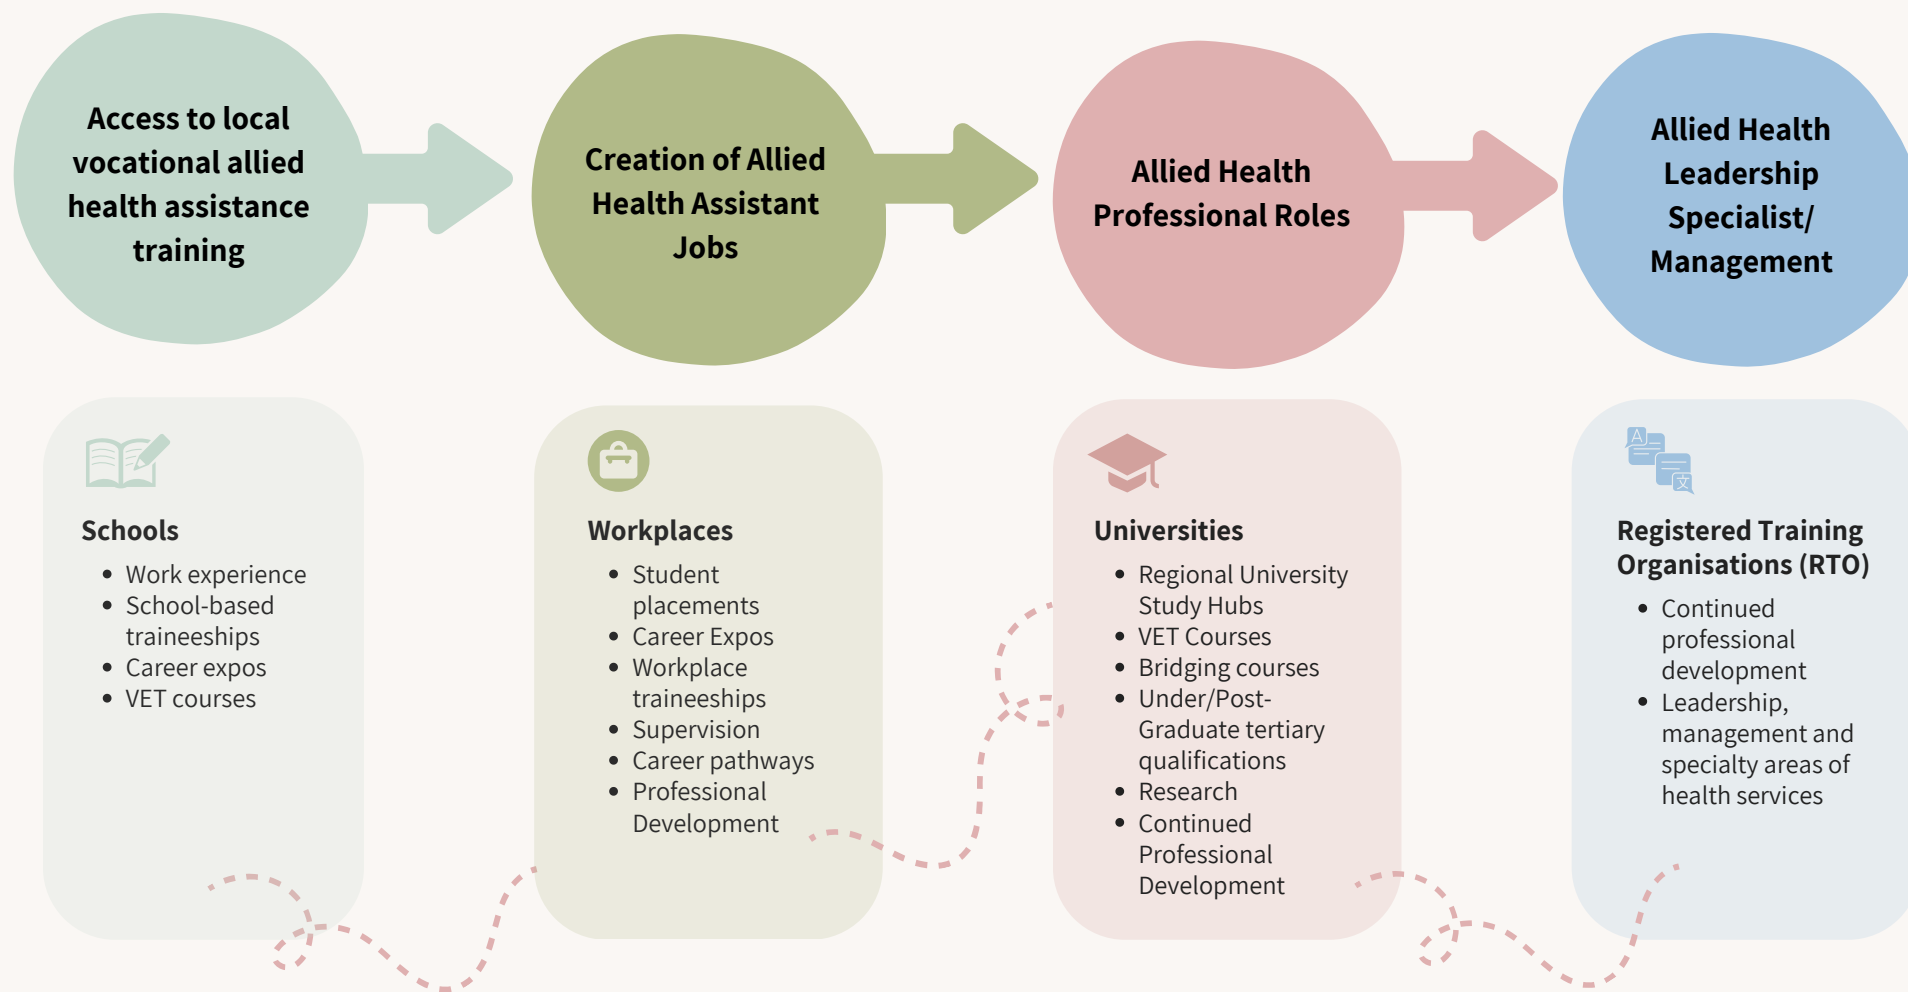 Access to local
vocational allied
health assistance
training
Creation of Allied
Health Assistant
Jobs
Allied Health
Professional Roles
Allied Health
Leadership
Specialist/
Management
Schools
• Work experience
• School-based
traineeships
• Career expos
• VET courses
Workplaces
• Student
placements
• Career Expos
• Workplace
traineeships
• Supervision
• Career pathways
• Professional
Development
Universities
• Regional University
Study Hubs
• VET Courses
• Bridging courses
• Under/Post-
Graduate tertiary
qualifications
• Research
• Continued
Professional
Development
A
文
Registered Training
Organisations (RTO)
• Continued
professional
development
• Leadership,
management and
specialty areas of
health services